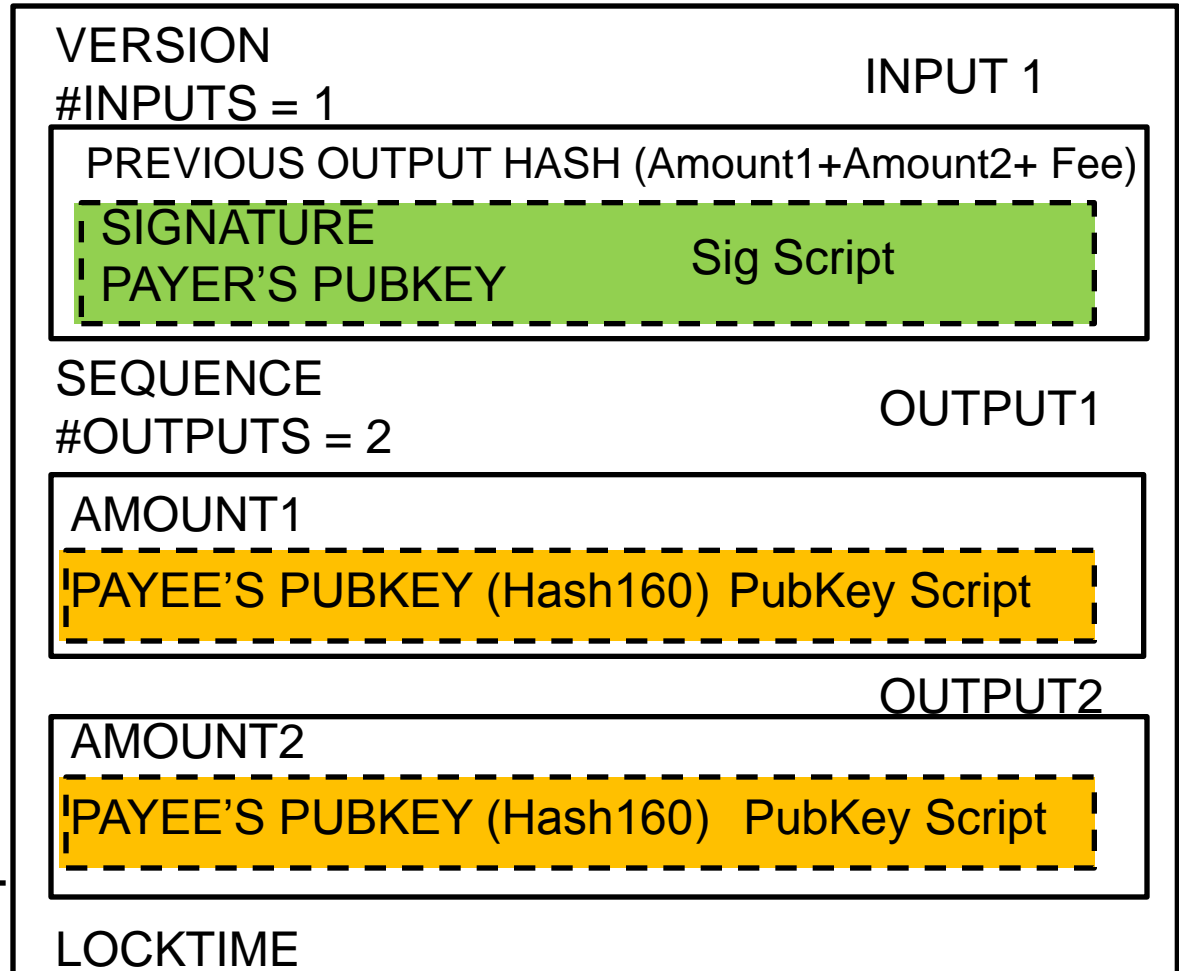 VERSION
INPUT 1
#INPUTS = 1
PREVIOUS OUTPUT HASH (Amount1+Amount2+ Fee)
SIGNATURE
Sig Script
PAYER’S PUBKEY
SEQUENCE
OUTPUT1
#OUTPUTS = 2
AMOUNT1
PAYEE’S PUBKEY (Hash160) PubKey Script
OUTPUT2
AMOUNT2
PAYEE’S PUBKEY (Hash160) PubKey Script
LOCKTIME